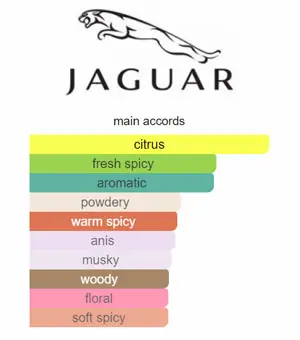 JAGUAR
main accords
citrus
fresh spicy
aromatic
powdery
warm spicy
anis
musky
woody
floral
soft spicy